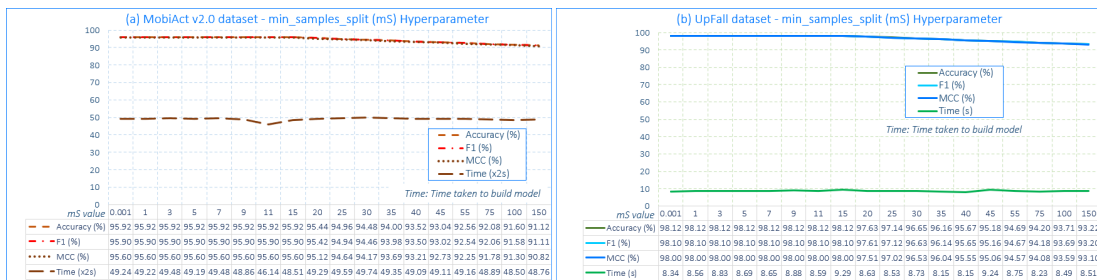 (a) MobiAct v2.0 dataset - min_samples_split (mS) Hyperparameter
100
90
80
70
60
50
40
30
20
10
0
Accuracy (%)
F1 (%)
MCC (%)
Time (x2s)
Time: Time taken to build model
mS value 0.001 1 3 5 7 9 11 15 20 25 30 35 40 45 55 75 100 150
Accuracy (%) 95.92 95.92 95.92 95.92 95.92 95.92 95.92 95.92 95.44 94.96 94.48 94.00 93.52 93.04 92.56 92.08 91.60 91.12
F1 (%) 95.90 95.90 95.90 95.90 95.90 95.90 95.90 95.90 95.42 94.94 94.46 93.98 93.50 93.02 92.54 92.06 91.58 91.11
MCC (%) 95.60 95.60 95.60 95.60 95.60 95.60 95.60 95.60 95.12 94.64 94.17 93.69 93.21 92.73 92.25 91.78 91.30 90.82
Time (x2s) 49.24 49.22 49.48 49.19 49.48 48.86 46.14 48.51 49.29 49.59 49.74 49.35 49.09 49.11 49.16 48.89 48.50 48.76
(b) UpFall dataset - min_samples_split (mS) Hyperparameter
100
90
80
70
60
50
40
30
20
10
0
Accuracy (%)
F1 (%)
MCC (%)
Time (s)
Time: Time taken to build model
mS value 0.001 1 3 5 7 9 11 15 20 25 30 35 40 45 55 75 100 150
Accuracy (%) 98.12 98.12 98.12 98.12 98.12 98.12 98.12 98.12 97.63 97.14 96.65 96.16 95.67 95.18 94.69 94.20 93.71 93.22
F1 (%) 98.10 98.10 98.10 98.10 98.10 98.10 98.10 98.10 97.61 97.12 96.63 96.14 95.65 95.16 94.67 94.18 93.69 93.20
MCC (%) 98.00 98.00 98.00 98.00 98.00 98.00 98.00 98.00 97.51 97.02 96.53 96.04 95.55 95.06 94.57 94.08 93.59 93.10
Time (s) 8.34 8.56 8.83 8.69 8.65 8.88 8.59 9.29 8.63 8.53 8.73 8.15 8.15 9.24 8.75 8.23 8.49 8.51